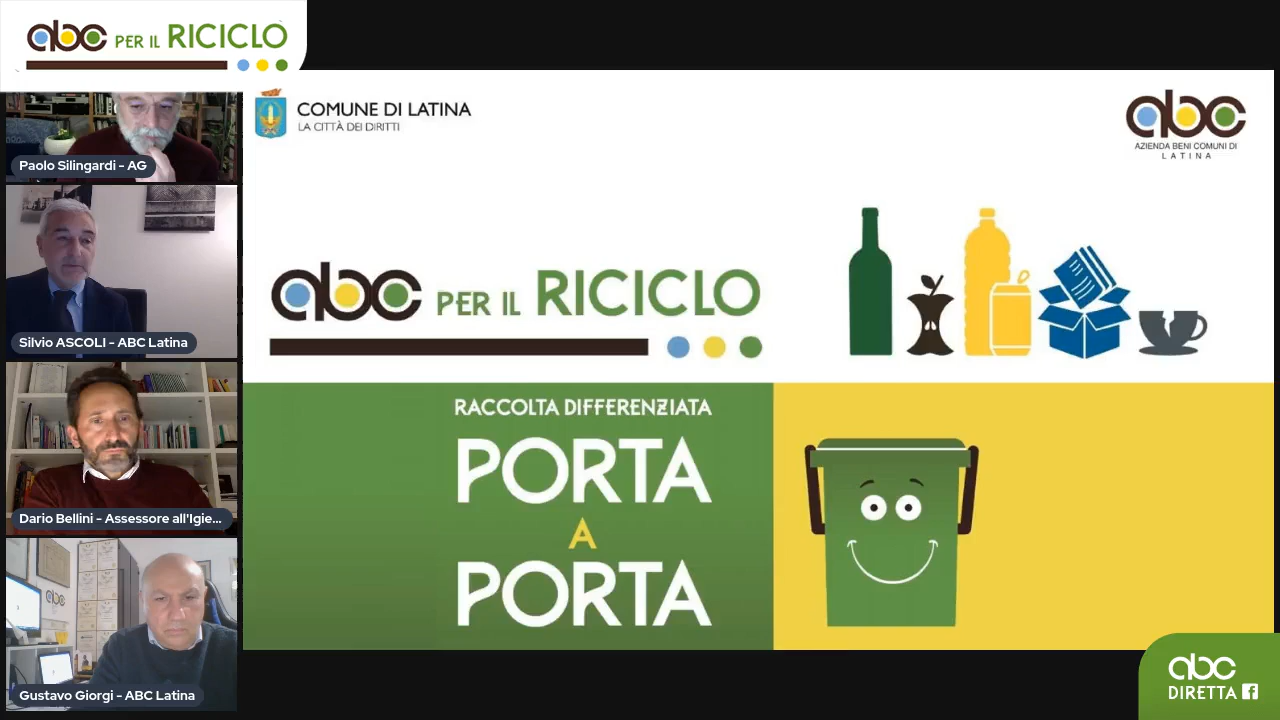 abc PER IL RICICLO
Paolo Silingardi - AG
Silvio ASCOLI - ABC Latina
Dario Bellini - Assessore all'Igie...
Gustavo Giorgi - ABC Latina
COMUNE DI LATINA
LA CITTÀ DEI DIRITTI
abc
AZIENDA BENI COMUNI DI
LATINA
abc PER IL RICICLO
RACCOLTA DIFFERENZIATA
PORTA
A
PORTA
abc
DIRETTA f